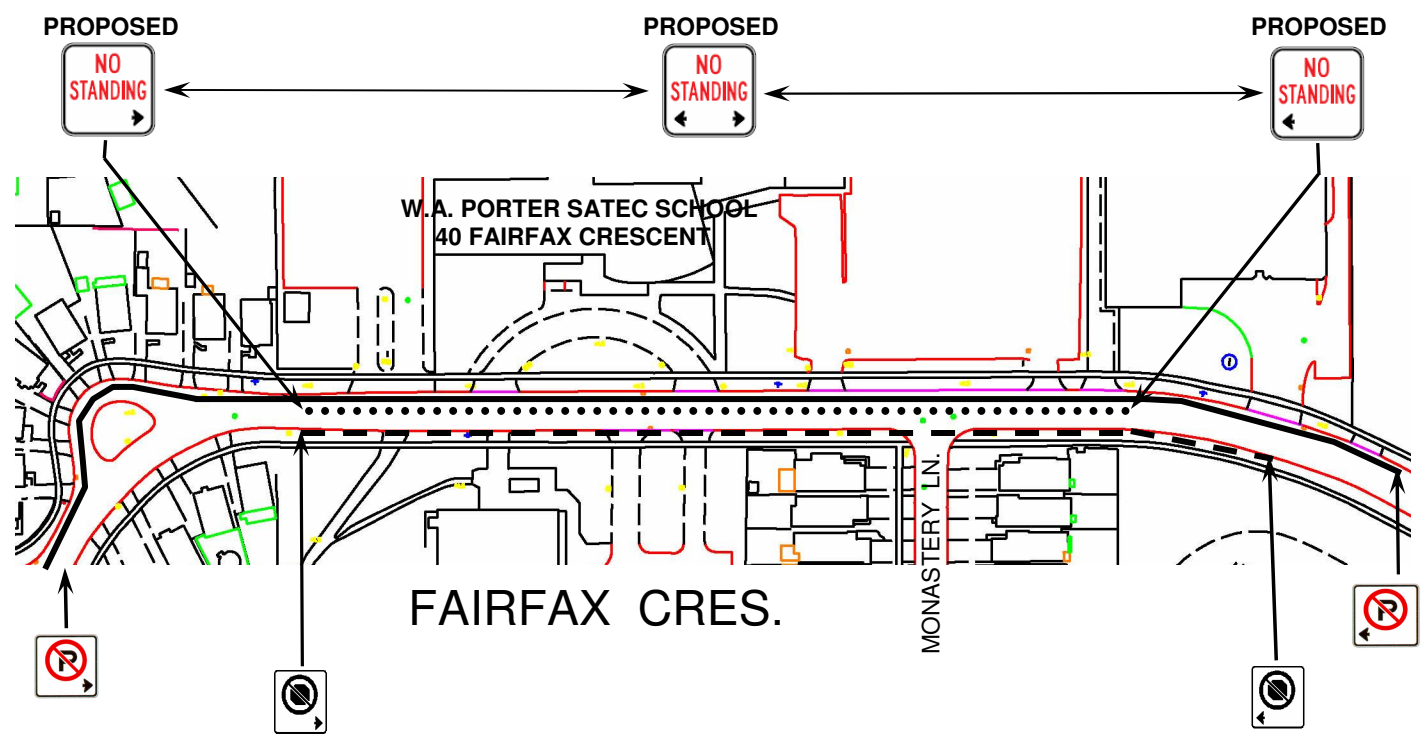 PROPOSED
NO
STANDING
PROPOSED
NO
STANDING
PROPOSED
NO
STANDING
W.A. PORTER SATEC SCHOOL
40 FAIRFAX CRESCENT
FAIRFAX CRES.
MONASTERY LN.
P
P